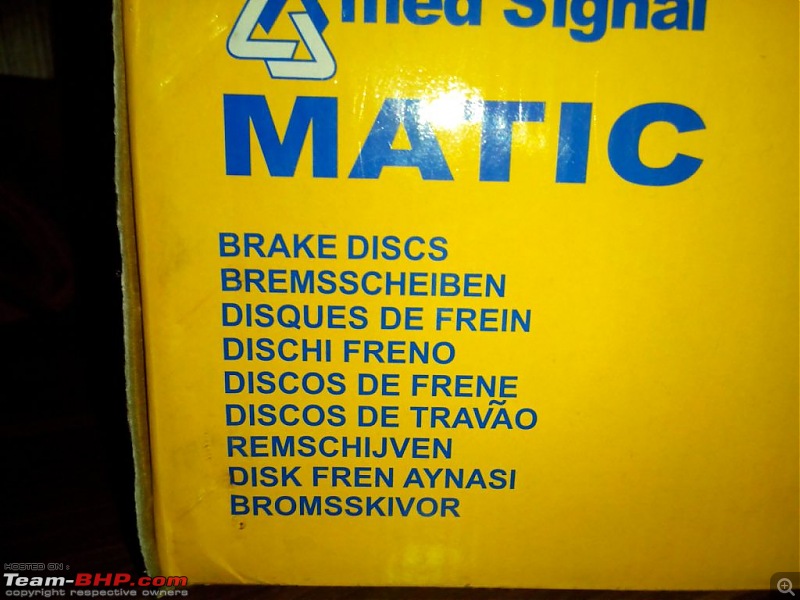 Signal
MATIC
BRAKE DISCS
BREMSSCHEIBEN
DISQUES DE FREIN
DISCHI FRENO
DISCOS DE FRENE
DISCOS DE TRAVÃO
REMSCHIJVEN
DISK FREN AYNASI
BROMSSKIVOR
HOSTED ON :
Team-BHP.com
copyright respective owners